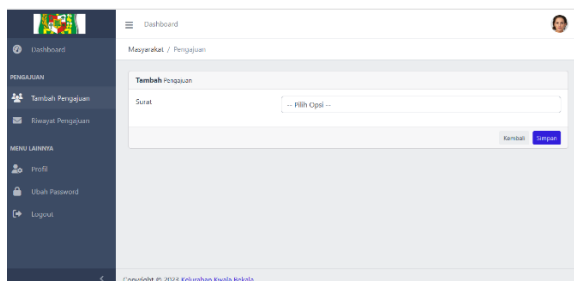 Dashboard
PENGAJUAN
Tambah Pengajuan
Riwayat Pengajuan
MENU LAINNYA
Profil
Ubah Password
Logout
Dashboard
Masyarakat / Pengajuan
Tambah Pengajuan
Surat
-- Pilih Opsi --
Kembali Simpan
Copyright © 2023 Kelurahan Kwala Bekala